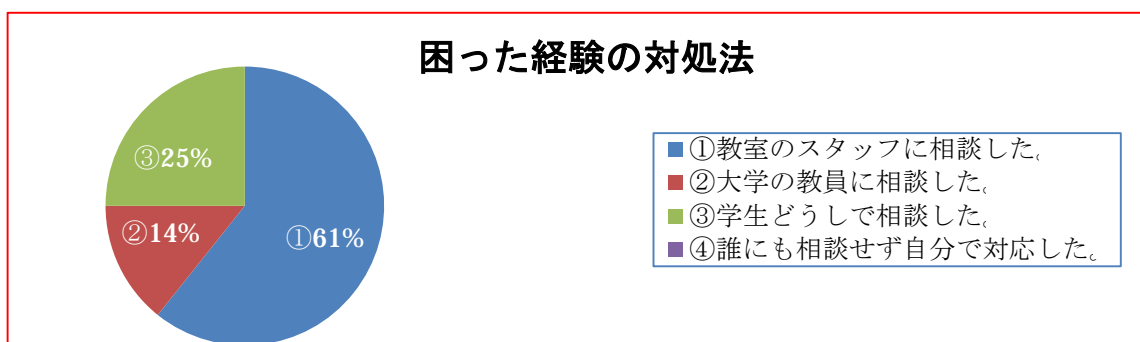 困った経験の対処法
③25%
②14%
①61%
①教室のスタッフに相談した。
②大学の教員に相談した。
③学生どうしで相談した。
④誰にも相談せず自分で対応した。